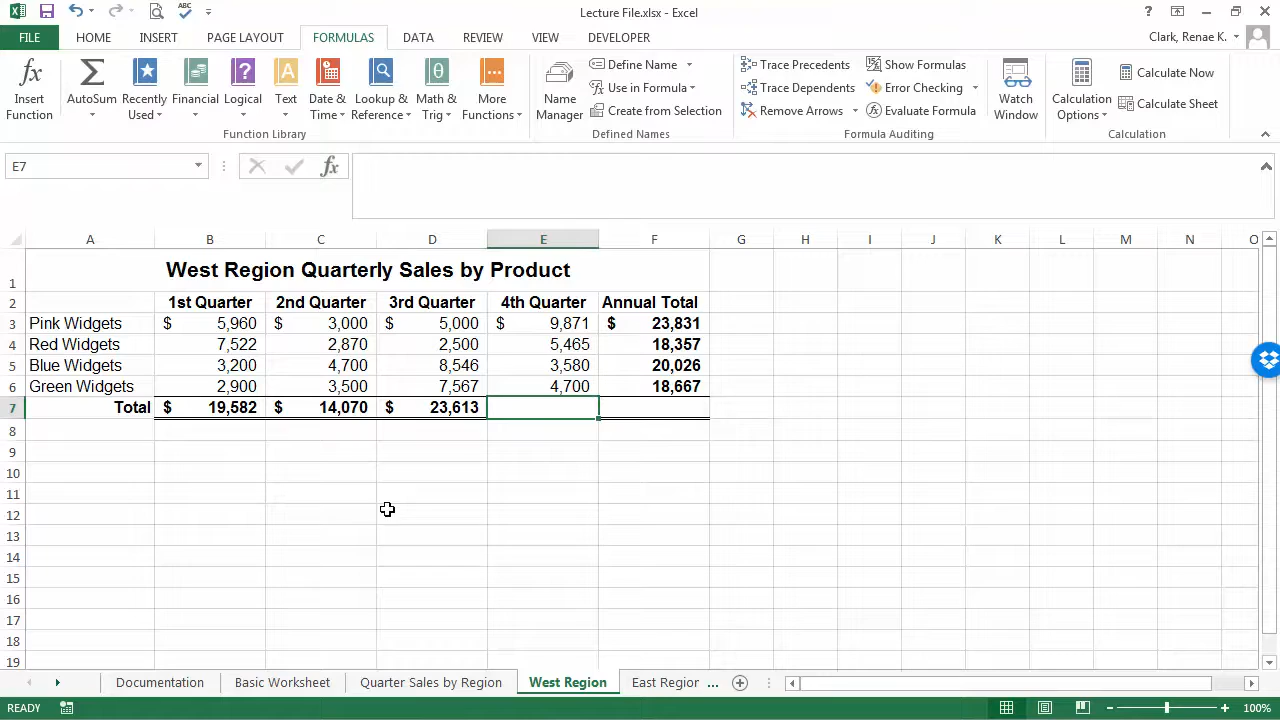 Lecture File.xlsx - Excel
FILE HOME INSERT PAGE LAYOUT FORMULAS DATA REVIEW VIEW DEVELOPER Clark, Renae K.
Insert Function
AutoSum
Recently Used
Financial
Logical
Text
Date & Time
Lookup & Reference
Math & Trig
More Functions
Function Library
Name Manager
Define Name
Use in Formula
Create from Selection
Defined Names
Trace Precedents
Trace Dependents
Remove Arrows
Show Formulas
Error Checking
Evaluate Formula
Formula Auditing
Watch Window
Calculation Options
Calculate Now
Calculate Sheet
Calculation
E7 fx
A B C D E F G H I J K L M N O
1 West Region Quarterly Sales by Product
2 1st Quarter 2nd Quarter 3rd Quarter 4th Quarter Annual Total
3 Pink Widgets $ 5,960 $ 3,000 $ 5,000 $ 9,871 $ 23,831
4 Red Widgets 7,522 2,870 2,500 5,465 18,357
5 Blue Widgets 3,200 4,700 8,546 3,580 20,026
6 Green Widgets 2,900 3,500 7,567 4,700 18,667
7 Total $ 19,582 $ 14,070 $ 23,613
8
9
10
11
12
13
14
15
16
17
18
19
Documentation Basic Worksheet Quarter Sales by Region West Region East Region ...
READY 100%